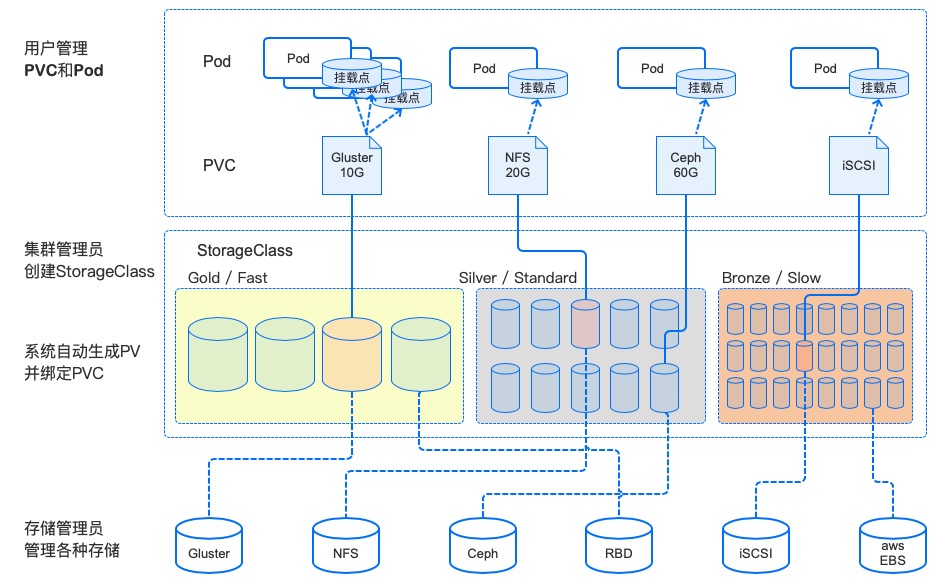 用户管理
PVC和Pod
Pod
Pod
挂载点
挂载点
挂载点
Pod
挂载点
Pod
挂载点
Pod
挂载点
PVC
Gluster
10G
NFS
20G
Ceph
60G
iSCSI
集群管理员
创建StorageClass
StorageClass
Gold / Fast
Silver / Standard
Bronze / Slow
系统自动生成PV
并绑定PVC
存储管理员
管理各种存储
Gluster
NFS
Ceph
RBD
iSCSI
aws
EBS